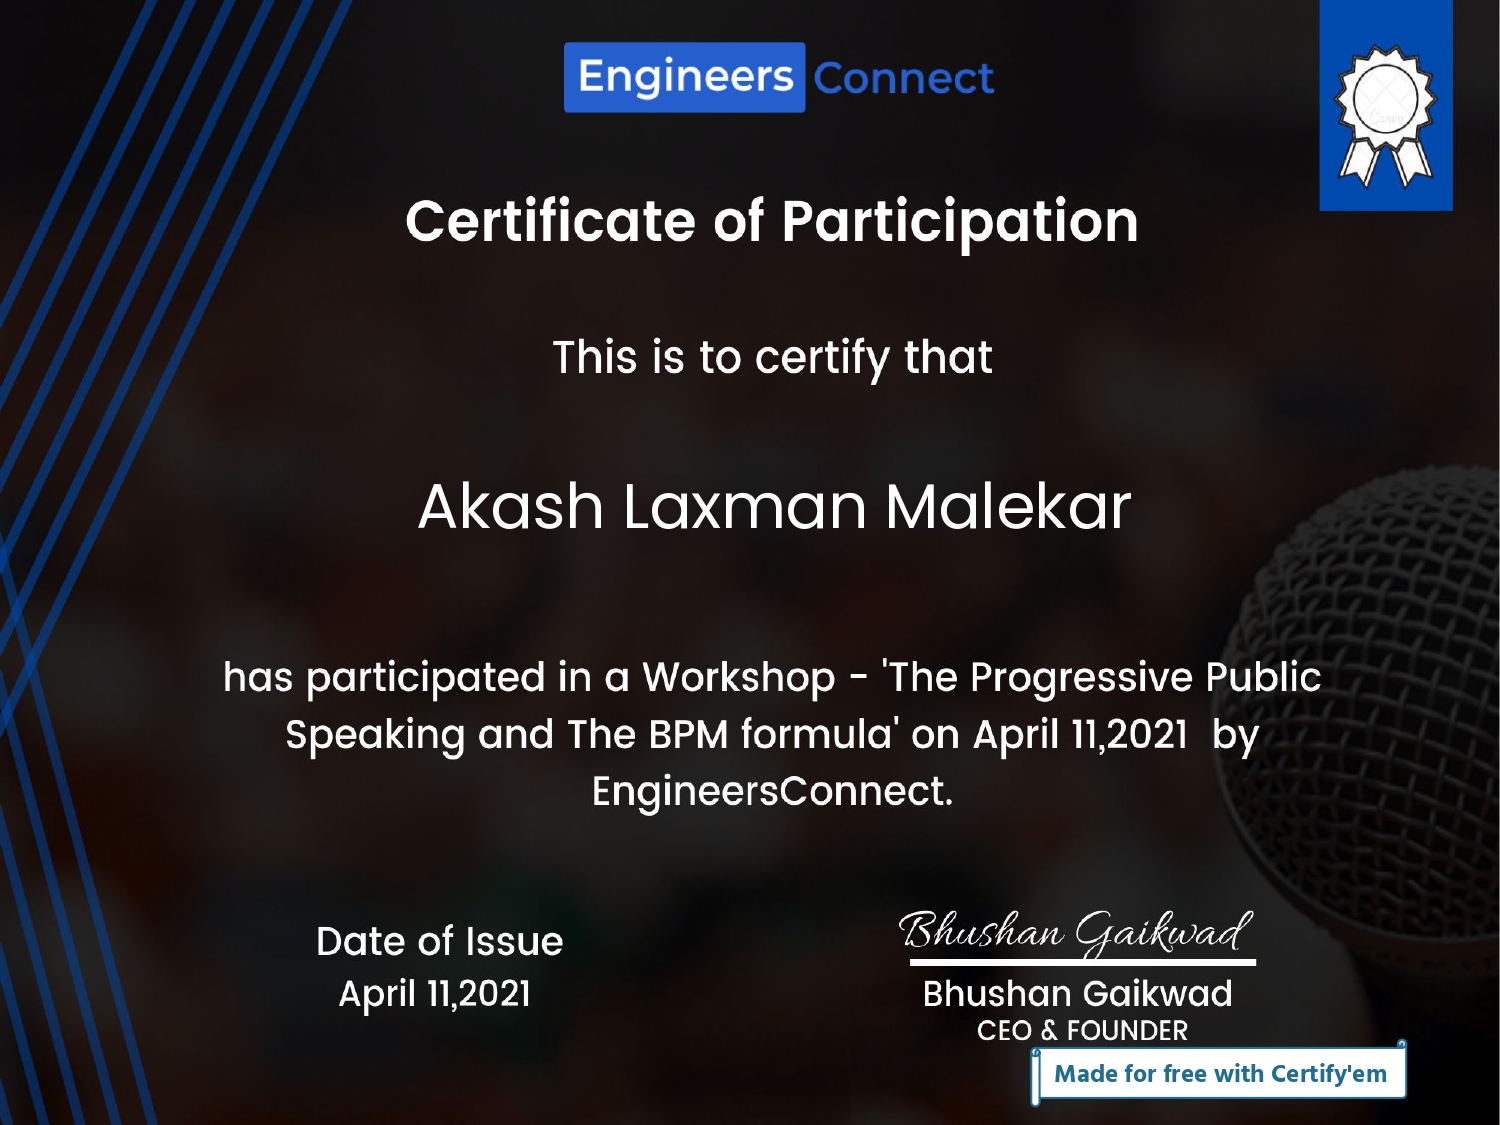 Engineers Connect
Certificate of Participation
This is to certify that
Akash Laxman Malekar
has participated in a Workshop - 'The Progressive Public
Speaking and The BPM formula' on April 11,2021  by
EngineersConnect.
Date of Issue
April 11,2021
Bhushan Gaikwad
Bhushan Gaikwad
CEO & FOUNDER
Made for free with Certify'em